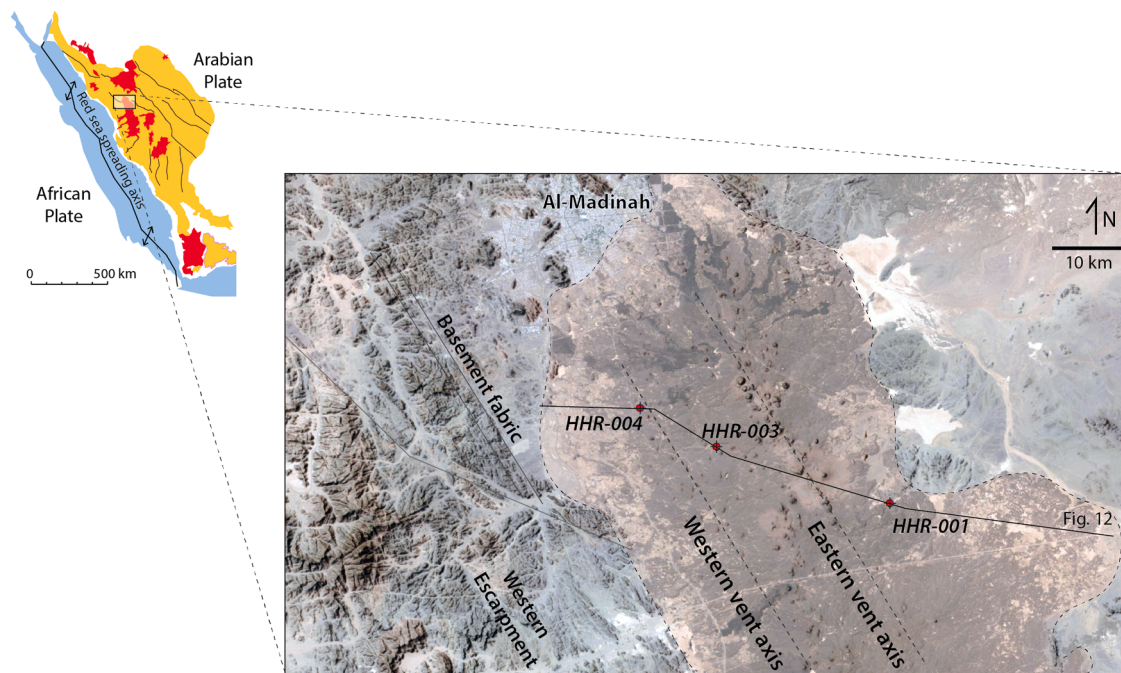 Arabian
Plate
Red sea spreading axis
African
Plate
0 500 km
Al-Madinah
N
10 km
Basement fabric
HHR-004
HHR-003
HHR-001
Fig. 12
Western
Escarpment
Western vent axis
Eastern vent axis